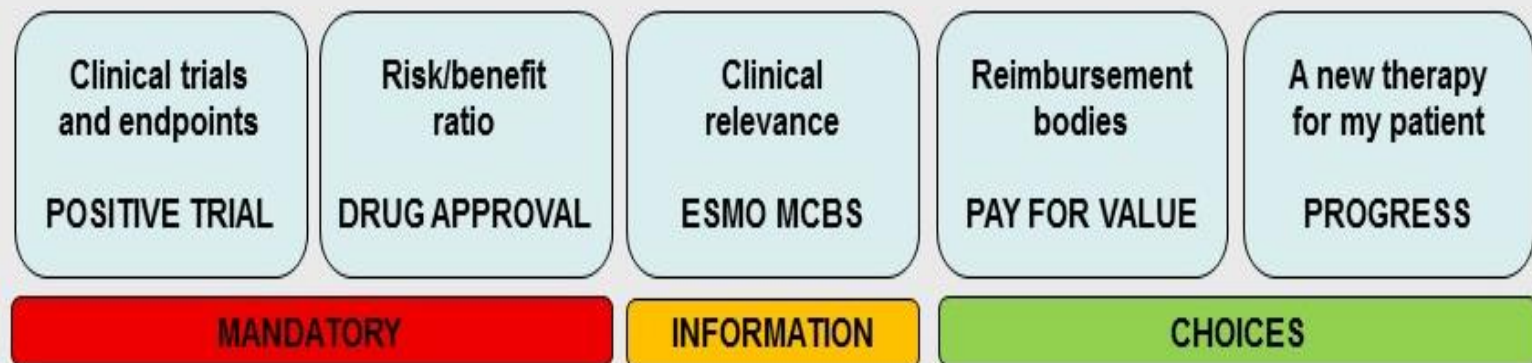 Clinical trials
and endpoints
POSITIVE TRIAL
Risk/benefit
ratio
DRUG APPROVAL
Clinical
relevance
ESMO MCBS
Reimbursement
bodies
PAY FOR VALUE
A new therapy
for my patient
PROGRESS
MANDATORY
INFORMATION
CHOICES